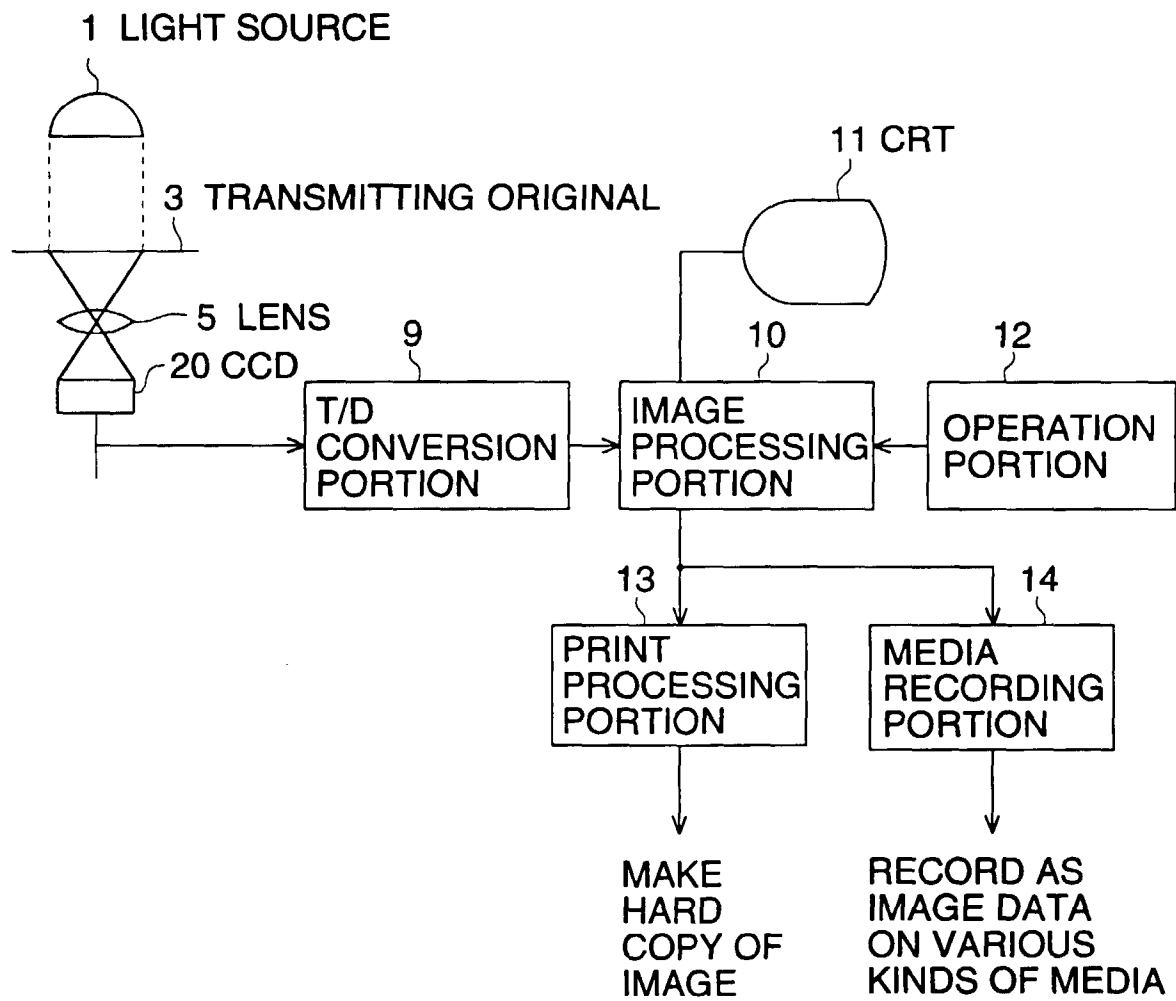 1 LIGHT SOURCE
11 CRT
3 TRANSMITTING ORIGINAL
5 LENS
20 CCD
9
T/D
CONVERSION
PORTION
10
IMAGE
PROCESSING
PORTION
12
OPERATION
PORTION
13
PRINT
PROCESSING
PORTION
14
MEDIA
RECORDING
PORTION
MAKE
HARD
COPY OF
IMAGE
RECORD AS
IMAGE DATA
ON VARIOUS
KINDS OF MEDIA